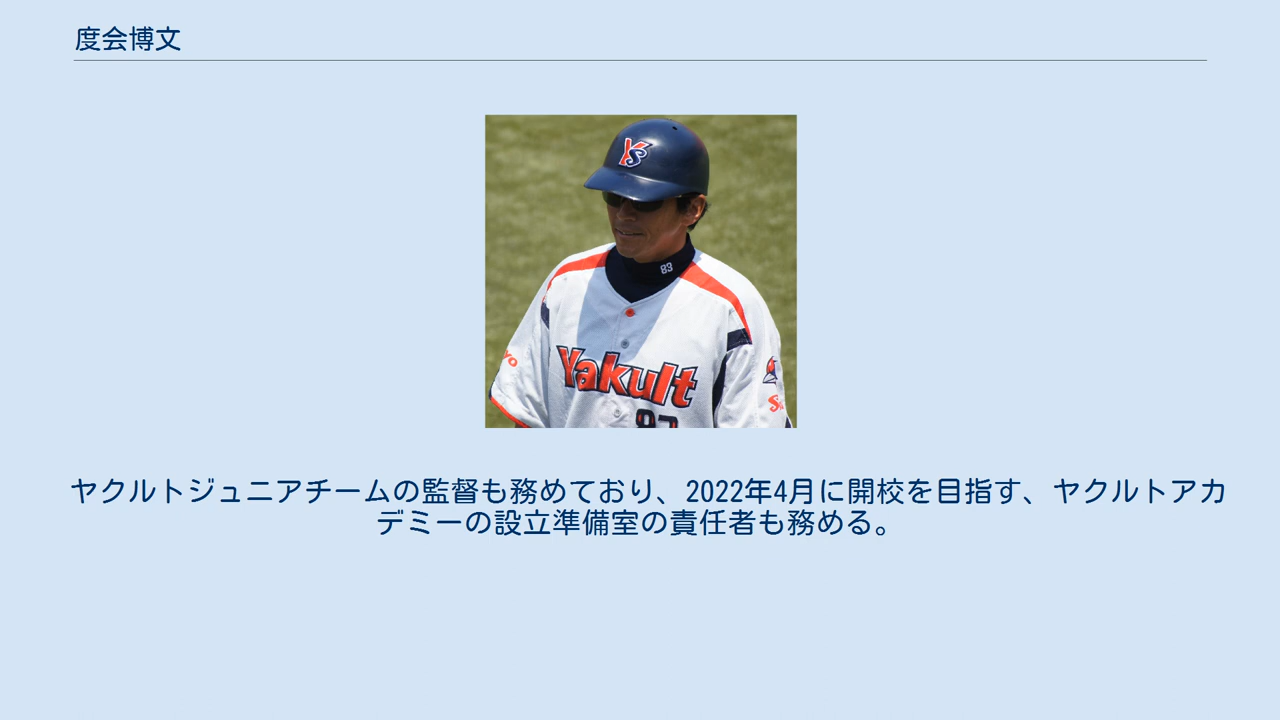 度会博文
YS
83
Yakult
ヤクルトジュニアチームの監督も務めており、2022年4月に開校を目指す、ヤクルトアカ
デミーの設立準備室の責任者も務める。